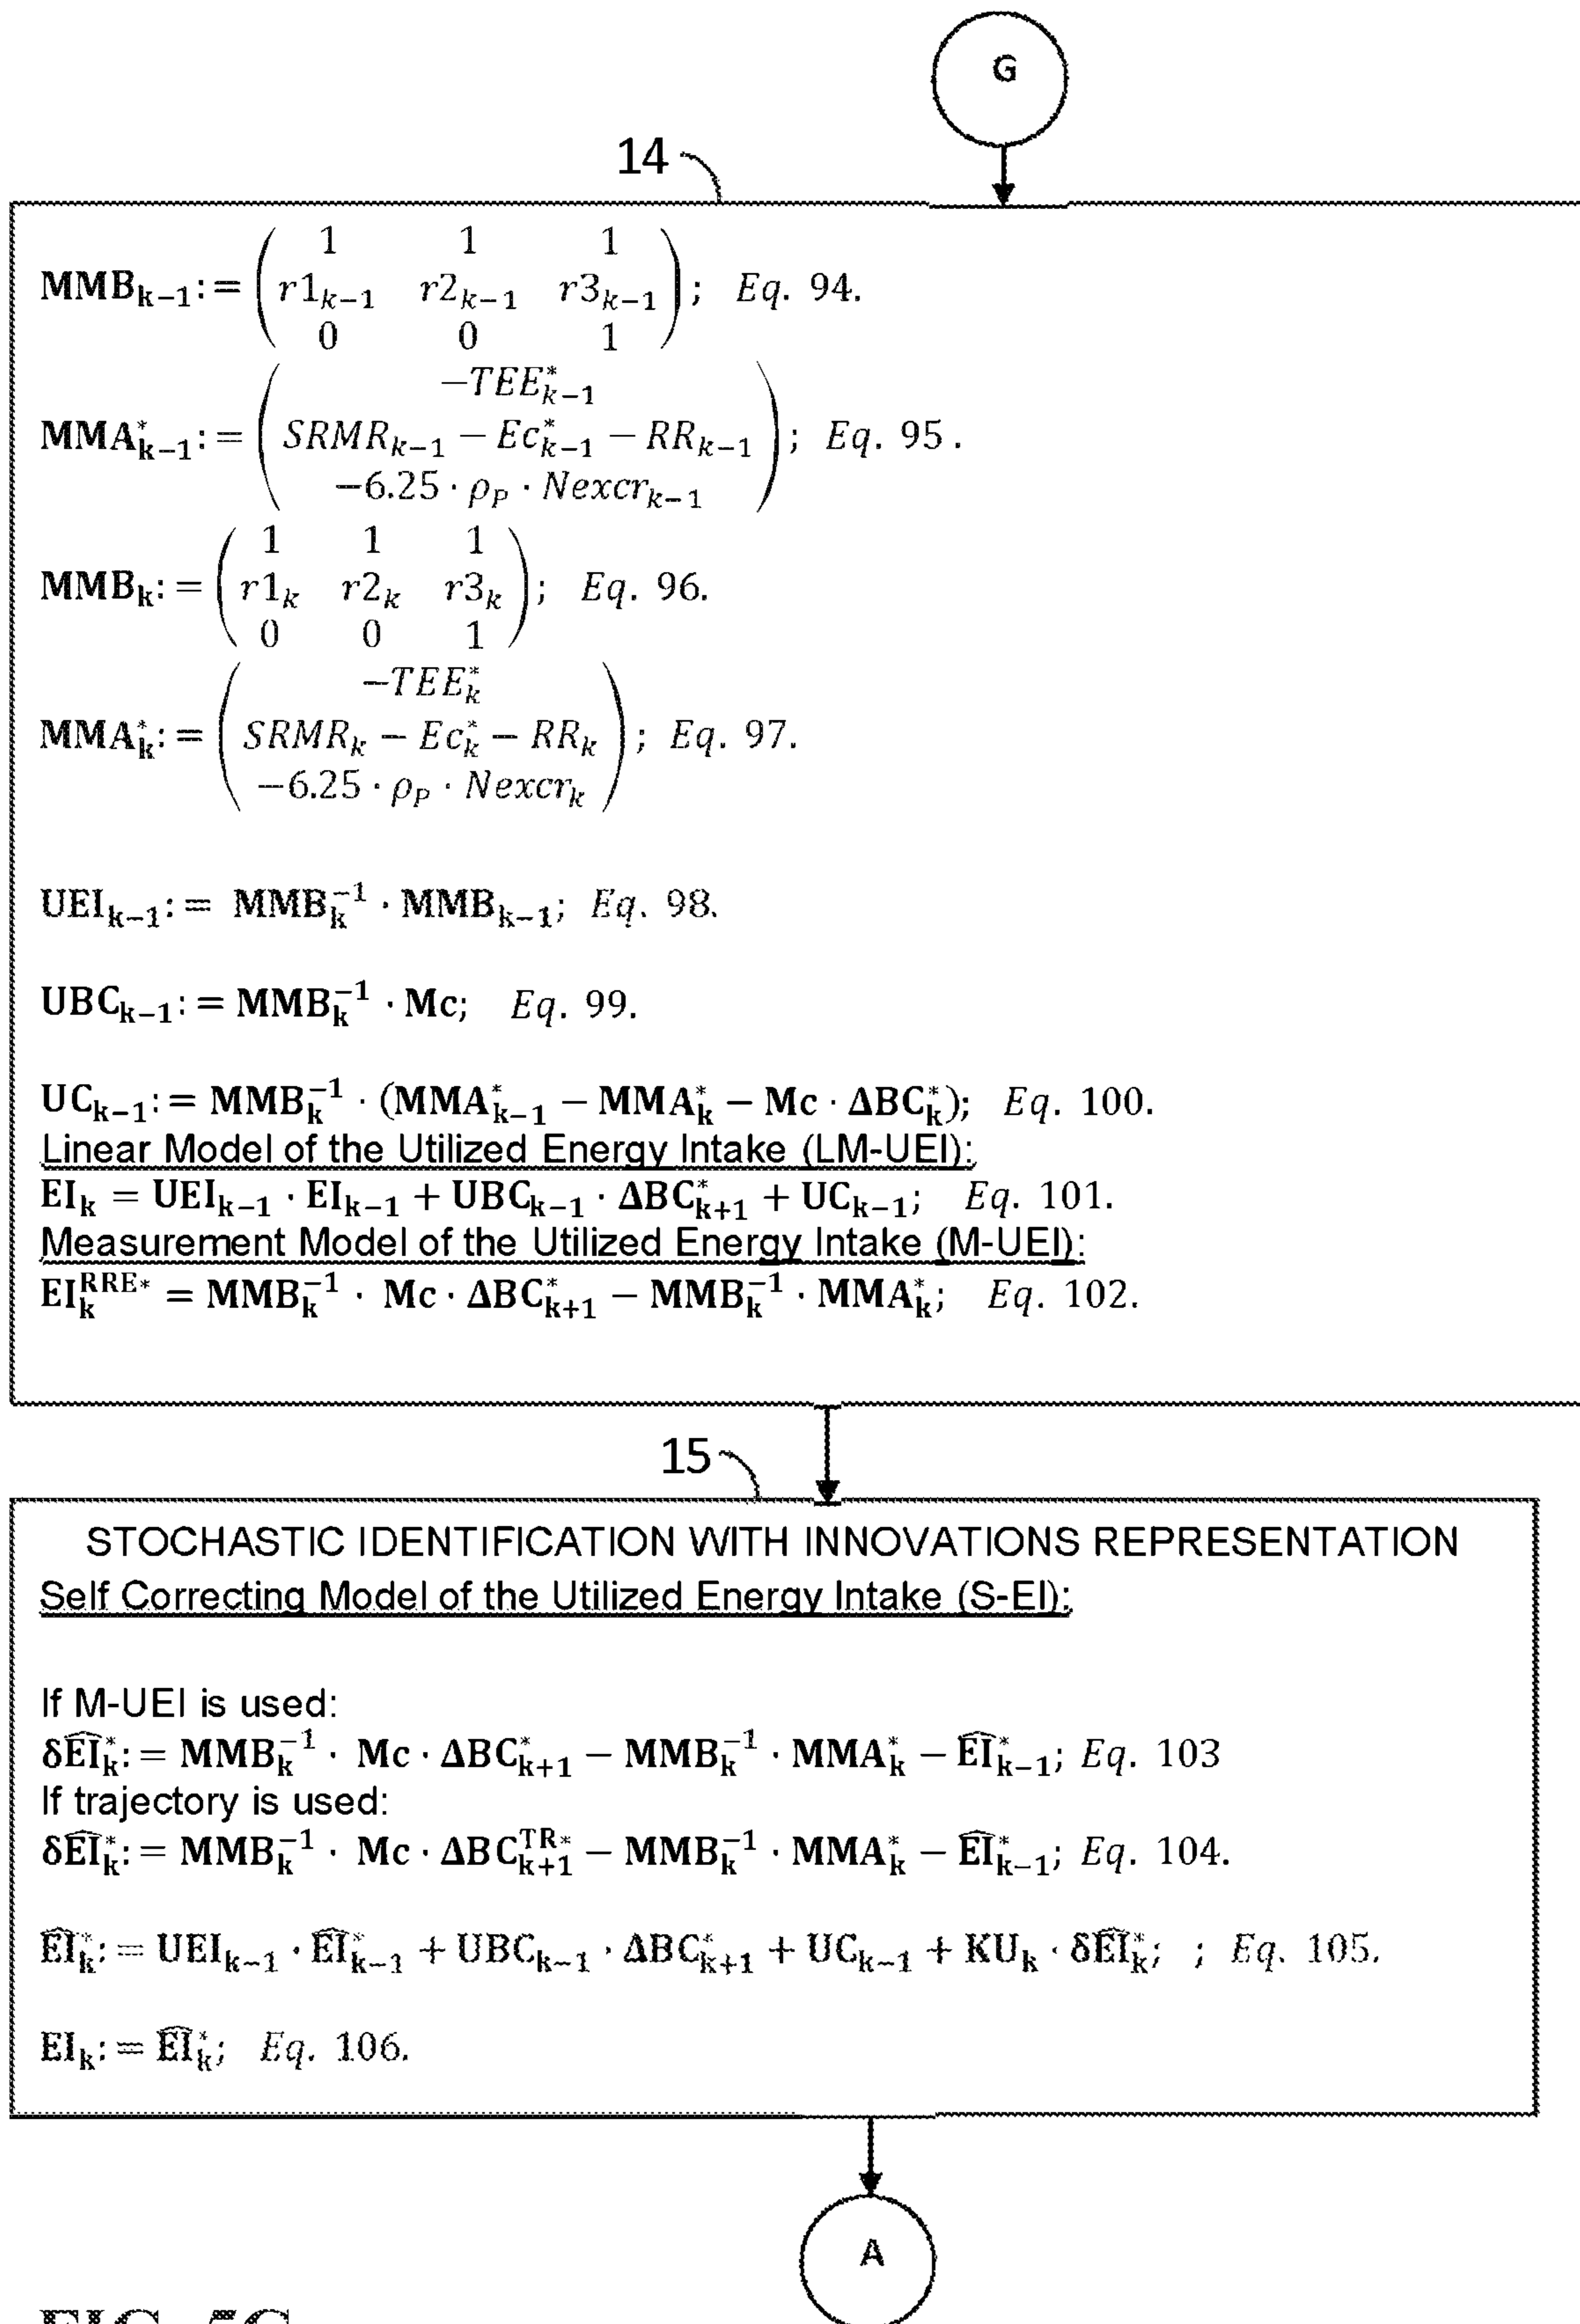 G
14
MMB_{k-1}:= ( 1 1 1 ; r1_{k-1} r2_{k-1} r3_{k-1} ; 0 0 1 ); Eq. 94.
MMA^*_{k-1}:= ( -TEE^*_{k-1} ; SRMR_{k-1} − Ec^*_{k-1} − RR_{k-1} ; −6.25 · ρ_P · Nexcr_{k-1} ); Eq. 95.
MMB_k:= ( 1 1 1 ; r1_k r2_k r3_k ; 0 0 1 ); Eq. 96.
MMA^*_k:= ( −TEE^*_k ; SRMR_k − Ec^*_k − RR_k ; −6.25 · ρ_P · Nexcr_k ); Eq. 97.
UEI_{k-1}:= MMB_k^{-1} · MMB_{k-1}; Eq. 98.
UBC_{k-1}:= MMB_k^{-1} · Mc; Eq. 99.
UC_{k-1}:= MMB_k^{-1} · (MMA^*_{k-1} − MMA^*_k − Mc · ΔBC^*_k); Eq. 100.
Linear Model of the Utilized Energy Intake (LM-UEI):
EI_k = UEI_{k-1} · EI_{k-1} + UBC_{k-1} · ΔBC^*_{k+1} + UC_{k-1}; Eq. 101.
Measurement Model of the Utilized Energy Intake (M-UEI):
EI_k^{RRE*} = MMB_k^{-1} · Mc · ΔBC^*_{k+1} − MMB_k^{-1} · MMA^*_k; Eq. 102.
15
STOCHASTIC IDENTIFICATION WITH INNOVATIONS REPRESENTATION
Self Correcting Model of the Utilized Energy Intake (S-EI):
If M-UEI is used:
δÊI^*_k:= MMB_k^{-1} · Mc · ΔBC^*_{k+1} − MMB_k^{-1} · MMA^*_k − ÊI^*_{k-1}; Eq. 103
If trajectory is used:
δÊI^*_k:= MMB_k^{-1} · Mc · ΔBC^{TR*}_{k+1} − MMB_k^{-1} · MMA^*_k − ÊI^*_{k-1}; Eq. 104.
ÊI^*_k:= UEI_{k-1} · ÊI^*_{k-1} + UBC_{k-1} · ΔBC^*_{k+1} + UC_{k-1} + KU_k · δÊI^*_k; ; Eq. 105.
EI_k:= ÊI^*_k; Eq. 106.
A
FIG. 5G